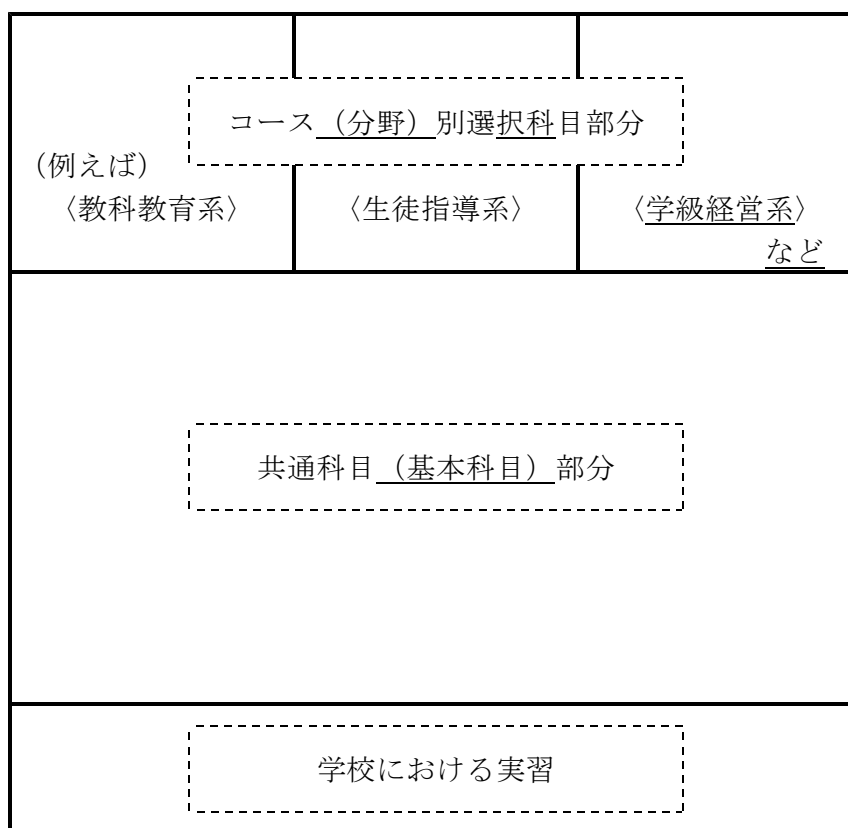 コース（分野）別選択科目部分
（例えば）
〈教科教育系〉 〈生徒指導系〉 〈学級経営系〉
など
共通科目（基本科目）部分
学校における実習